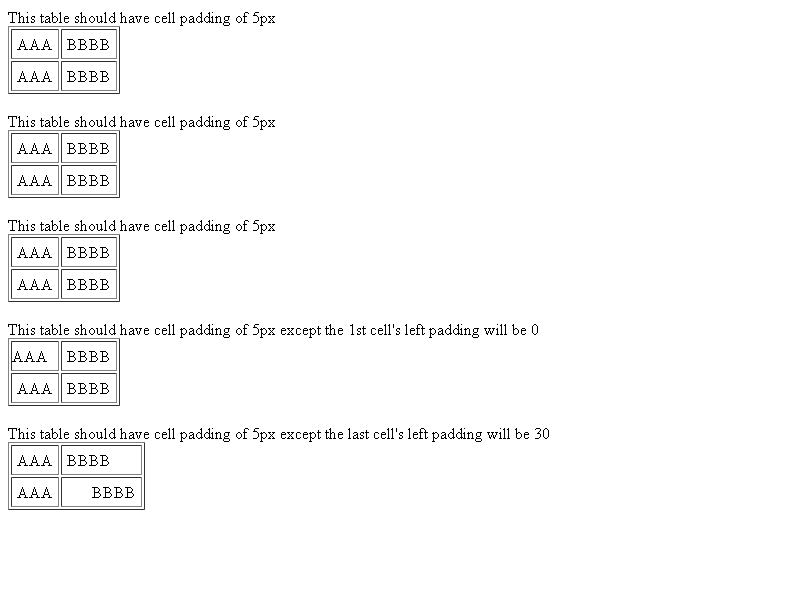 This table should have cell padding of 5px
AAA BBBB
AAA BBBB
This table should have cell padding of 5px
AAA BBBB
AAA BBBB
This table should have cell padding of 5px
AAA BBBB
AAA BBBB
This table should have cell padding of 5px except the 1st cell's left padding will be 0
AAA BBBB
AAA BBBB
This table should have cell padding of 5px except the last cell's left padding will be 30
AAA BBBB
AAA BBBB